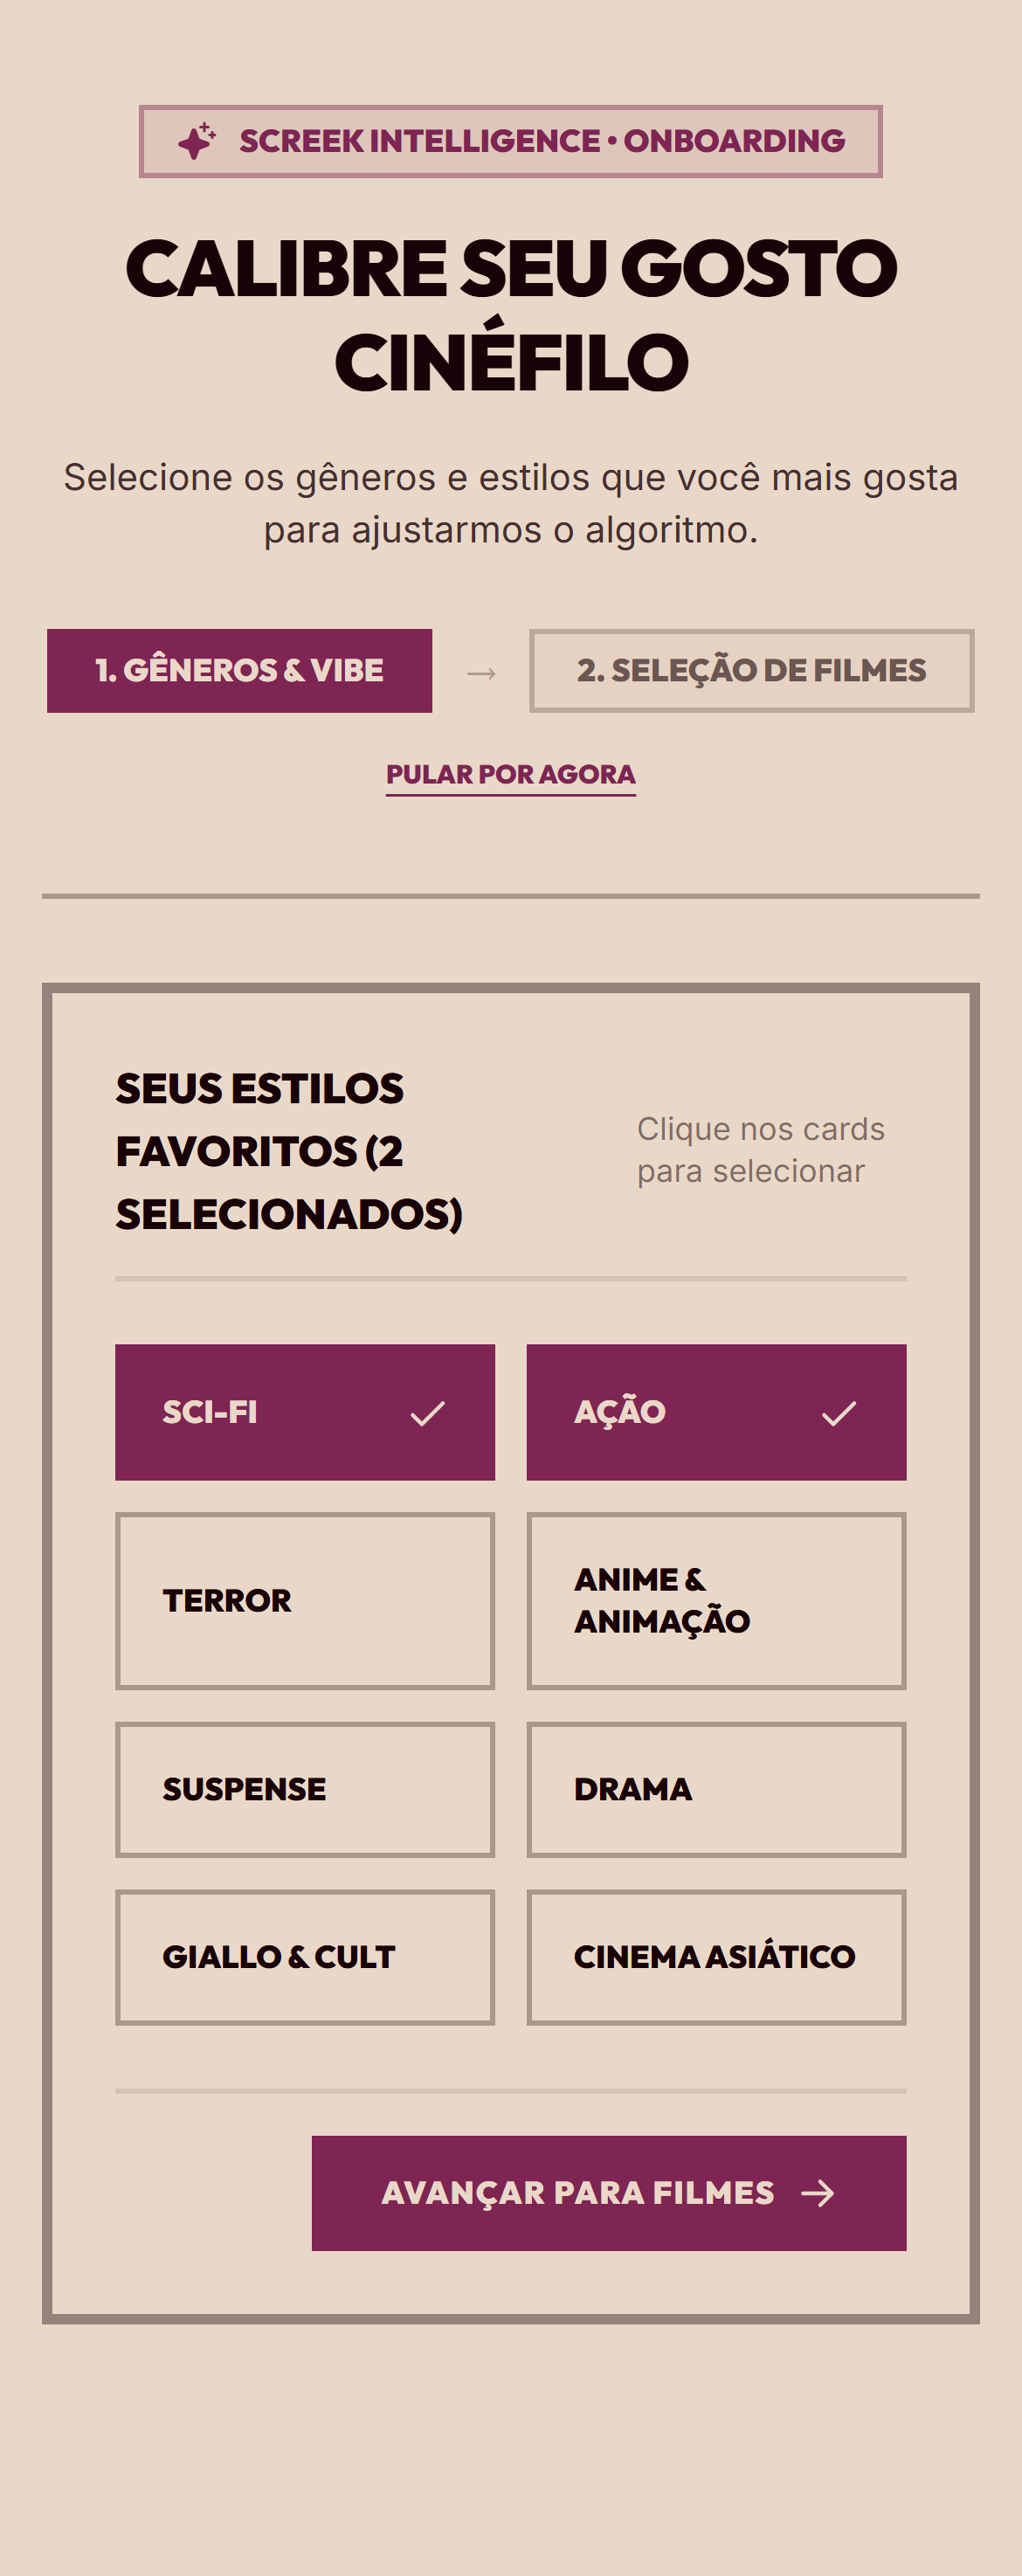 SCREEK INTELLIGENCE • ONBOARDING
CALIBRE SEU GOSTO
CINÉFILO
Selecione os gêneros e estilos que você mais gosta
para ajustarmos o algoritmo.
1. GÊNEROS & VIBE
→
2. SELEÇÃO DE FILMES
PULAR POR AGORA
SEUS ESTILOS
FAVORITOS (2
SELECIONADOS)
Clique nos cards
para selecionar
SCI-FI
AÇÃO
TERROR
ANIME &
ANIMAÇÃO
SUSPENSE
DRAMA
GIALLO & CULT
CINEMA ASIÁTICO
AVANÇAR PARA FILMES →